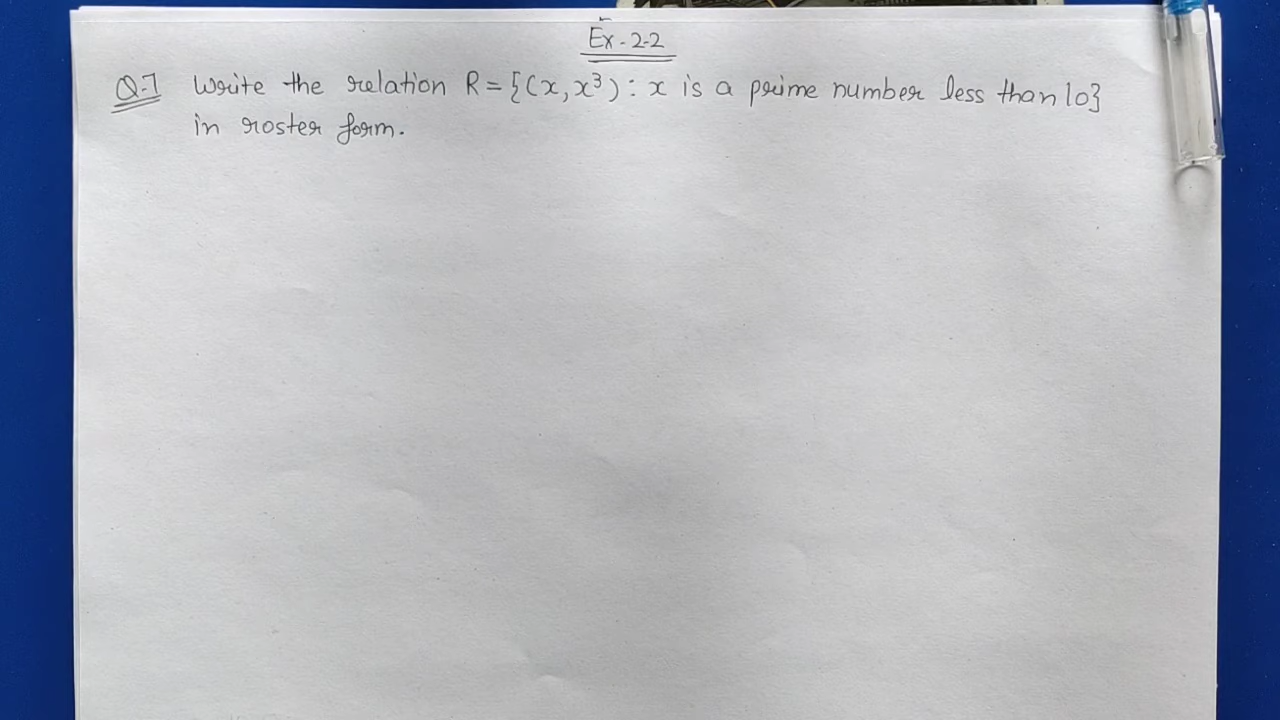 Ex-2.2
Q-7 Write the relation R = {(x, x³) : x is a prime number less than 10}
in roster form.